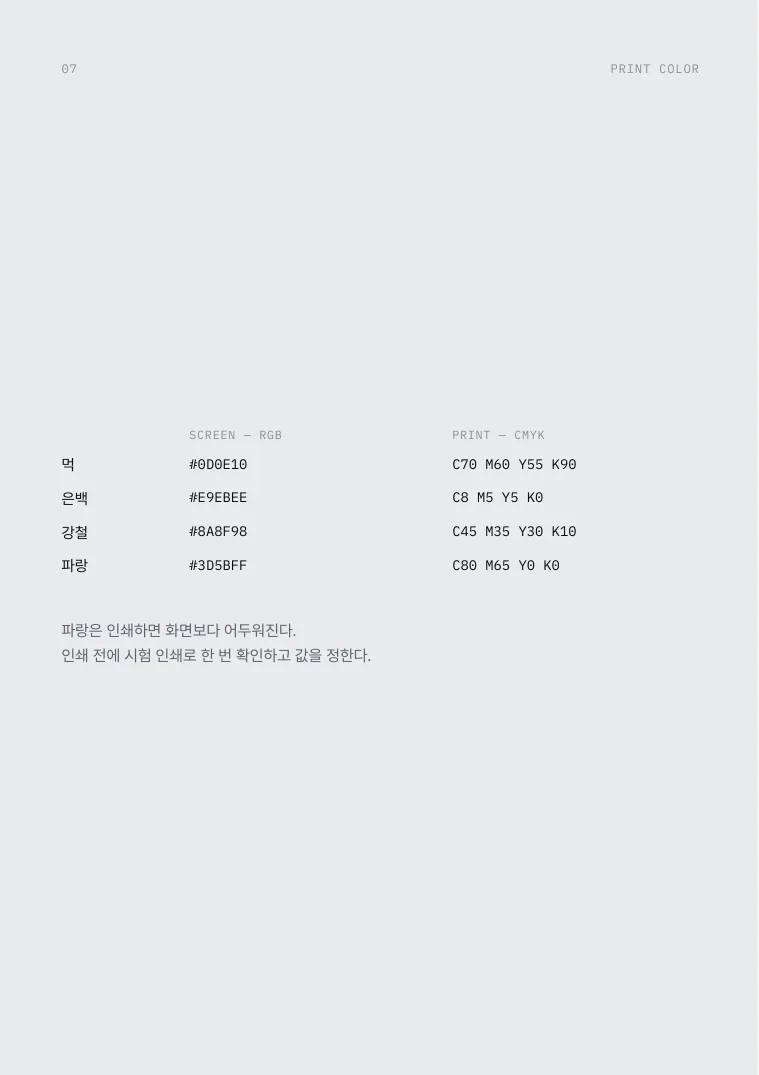 07 PRINT COLOR
SCREEN — RGB PRINT — CMYK
먹 #0D0E10 C70 M60 Y55 K90
은백 #E9EBEE C8 M5 Y5 K0
강철 #8A8F98 C45 M35 Y30 K10
파랑 #3D5BFF C80 M65 Y0 K0
파랑은 인쇄하면 화면보다 어두워진다.
인쇄 전에 시험 인쇄로 한 번 확인하고 값을 정한다.